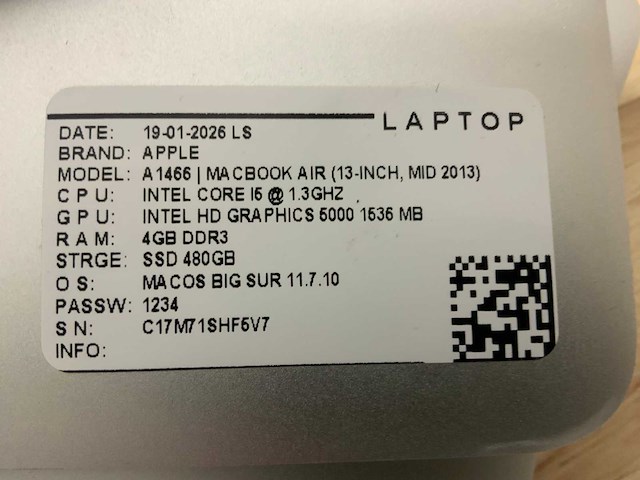 LAPTOP
DATE: 19-01-2026 LS
BRAND: APPLE
MODEL: A1466 | MACBOOK AIR (13-INCH, MID 2013)
CPU: INTEL CORE I5 @ 1.3GHZ
GPU: INTEL HD GRAPHICS 5000 1536 MB
RAM: 4GB DDR3
STRGE: SSD 480GB
OS: MACOS BIG SUR 11.7.10
PASSW: 1234
SN: C17M71SHF5V7
INFO: